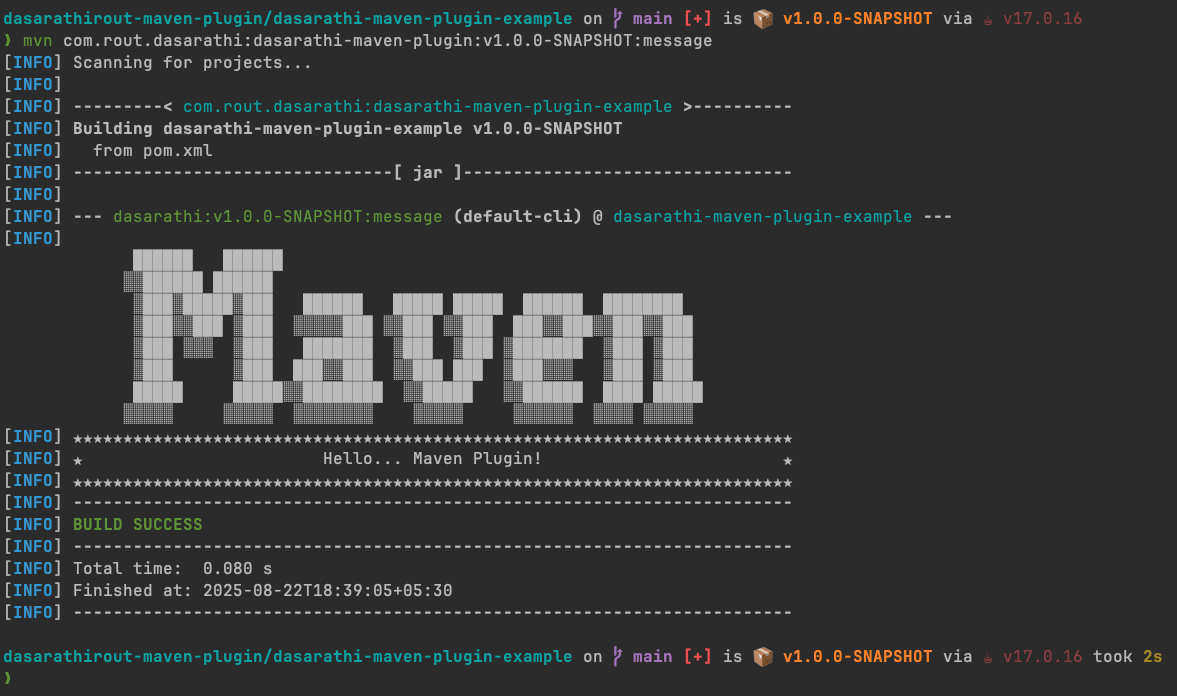 dasarathirout-maven-plugin/dasarathi-maven-plugin-example on main [+] is 📦 v1.0.0-SNAPSHOT via ☕ v17.0.16
❱ mvn com.rout.dasarathi:dasarathi-maven-plugin:v1.0.0-SNAPSHOT:message
[INFO] Scanning for projects...
[INFO]
[INFO] ---------< com.rout.dasarathi:dasarathi-maven-plugin-example >----------
[INFO] Building dasarathi-maven-plugin-example v1.0.0-SNAPSHOT
[INFO]   from pom.xml
[INFO] --------------------------------[ jar ]---------------------------------
[INFO]
[INFO] --- dasarathi:v1.0.0-SNAPSHOT:message (default-cli) @ dasarathi-maven-plugin-example ---
[INFO]
Maven
[INFO] ★★★★★★★★★★★★★★★★★★★★★★★★★★★★★★★★★★★★★★★★★★★★★★★★★★★★★★★★★★★★★★★★★★★★★★★★
[INFO] ★                        Hello... Maven Plugin!                        ★
[INFO] ★★★★★★★★★★★★★★★★★★★★★★★★★★★★★★★★★★★★★★★★★★★★★★★★★★★★★★★★★★★★★★★★★★★★★★★★
[INFO] ------------------------------------------------------------------------
[INFO] BUILD SUCCESS
[INFO] ------------------------------------------------------------------------
[INFO] Total time:  0.080 s
[INFO] Finished at: 2025-08-22T18:39:05+05:30
[INFO] ------------------------------------------------------------------------
dasarathirout-maven-plugin/dasarathi-maven-plugin-example on main [+] is 📦 v1.0.0-SNAPSHOT via ☕ v17.0.16 took 2s
❱